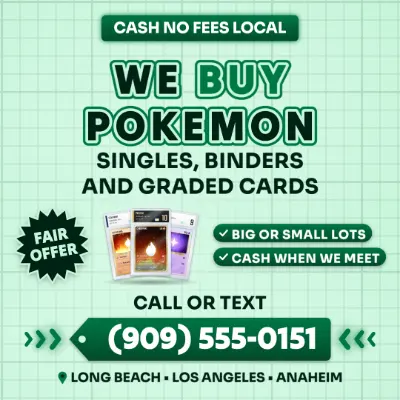 CASH NO FEES LOCAL
WE BUY
POKEMON
SINGLES, BINDERS
AND GRADED CARDS
FAIR
OFFER
10
✓ BIG OR SMALL LOTS
✓ CASH WHEN WE MEET
CALL OR TEXT
(909) 555-0151
LONG BEACH • LOS ANGELES • ANAHEIM